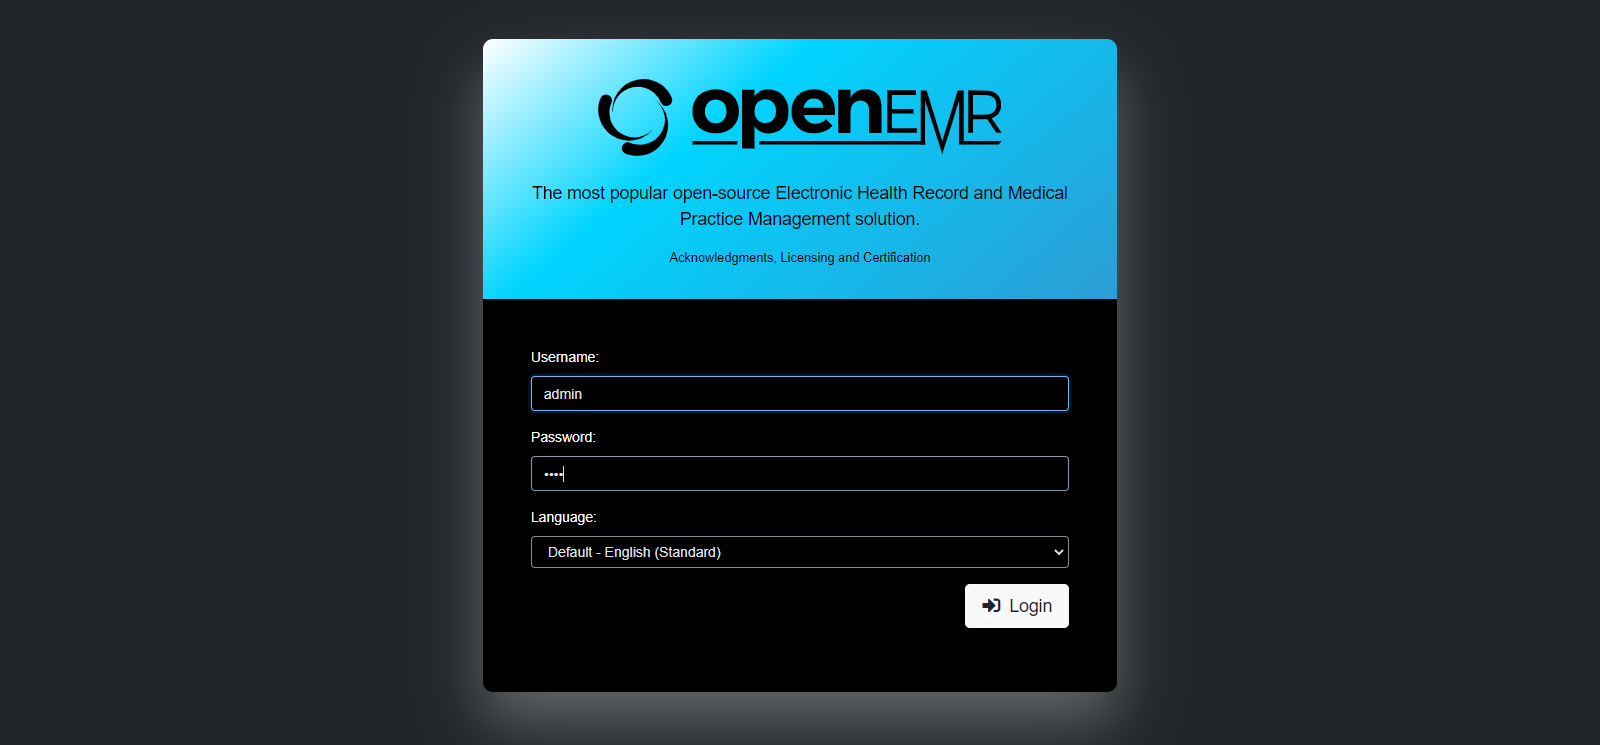 openEMR
The most popular open-source Electronic Health Record and Medical
Practice Management solution.
Acknowledgments, Licensing and Certification
Username:
admin
Password:
••••
Language:
Default - English (Standard)
Login